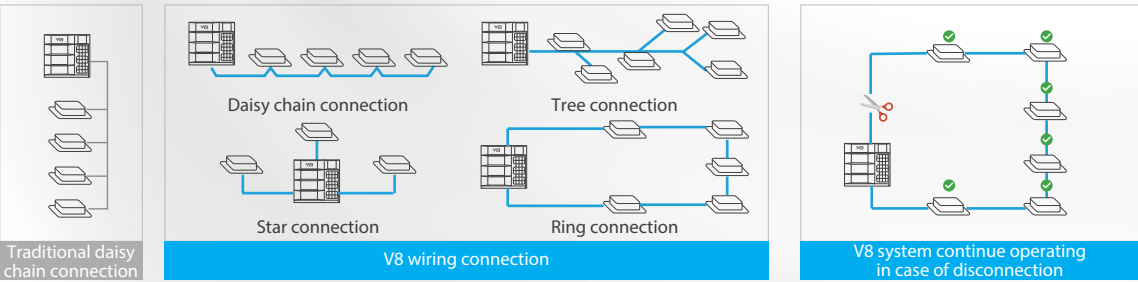 V8
Traditional daisy
chain connection
V8
Daisy chain connection
V8
Tree connection
V8
Star connection
V8
Ring connection
V8 wiring connection
V8
V8 system continue operating
in case of disconnection